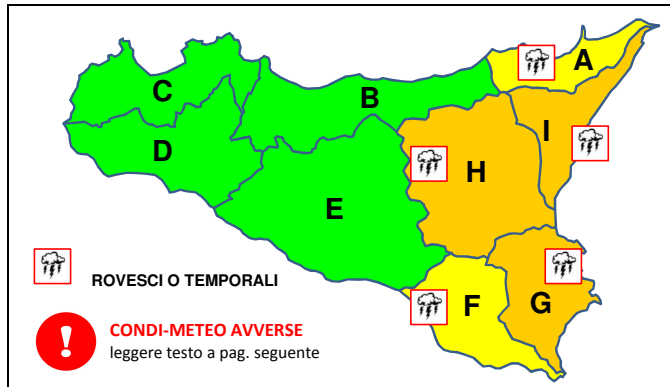 A
C
B
I
D
H
E
F
G
ROVESCI O TEMPORALI
! CONDI-METEO AVVERSE
leggere testo a pag. seguente